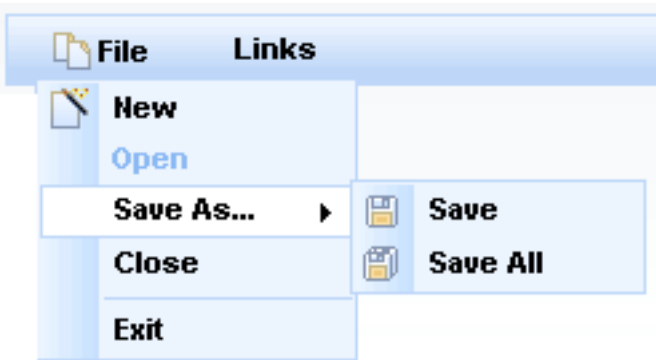 File Links
New
Open
Save As... Save
Save All
Close
Exit